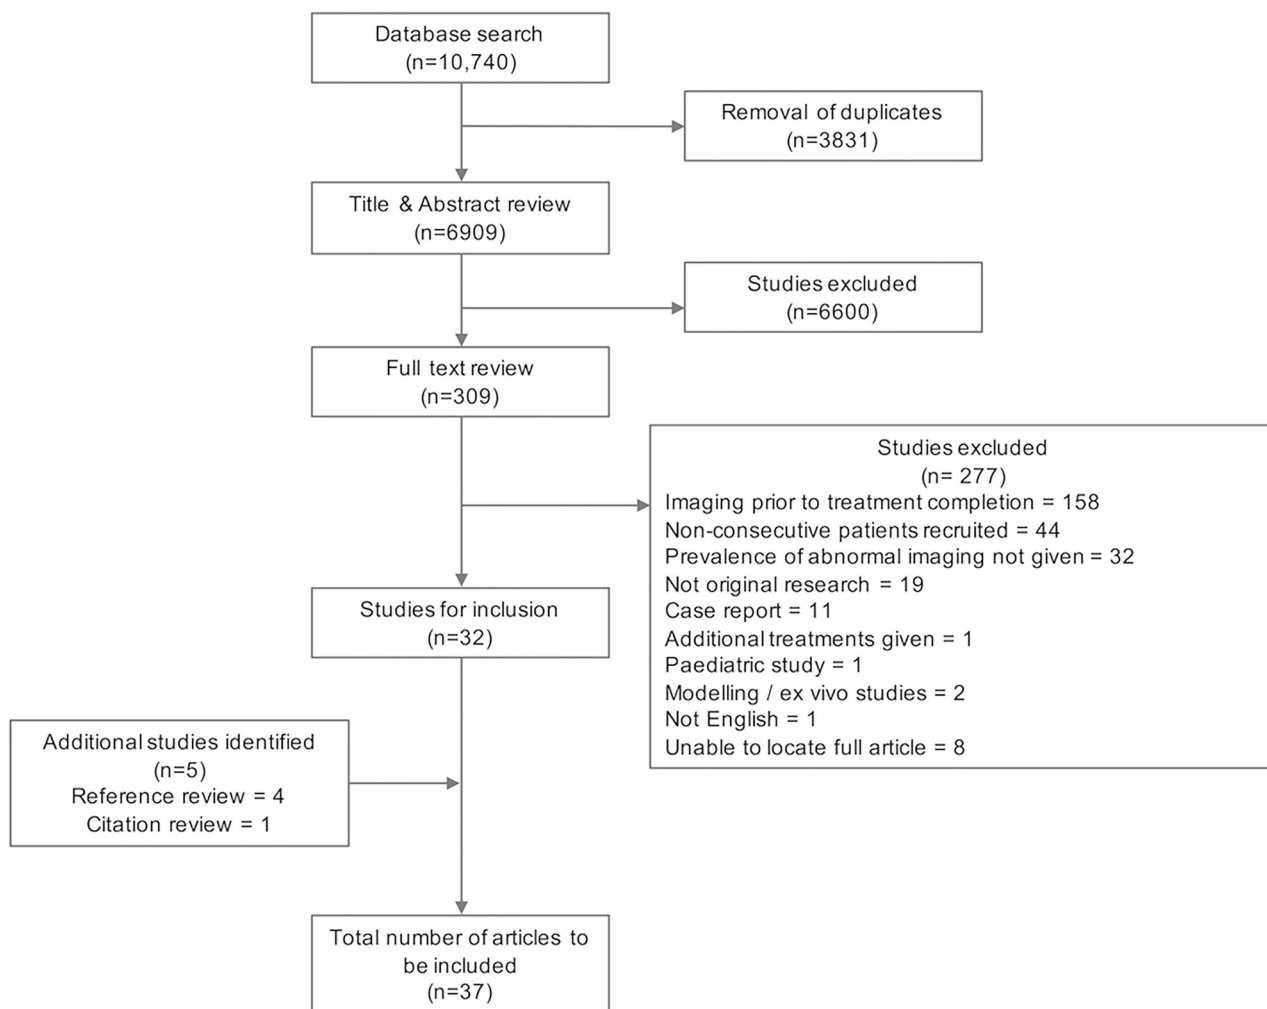 Database search
(n=10,740)
Removal of duplicates
(n=3831)
Title & Abstract review
(n=6909)
Studies excluded
(n=6600)
Full text review
(n=309)
Studies excluded
(n= 277)
Imaging prior to treatment completion = 158
Non-consecutive patients recruited = 44
Prevalence of abnormal imaging not given = 32
Not original research = 19
Case report = 11
Additional treatments given = 1
Paediatric study = 1
Modelling / ex vivo studies = 2
Not English = 1
Unable to locate full article = 8
Studies for inclusion
(n=32)
Additional studies identified
(n=5)
Reference review = 4
Citation review = 1
Total number of articles to
be included
(n=37)